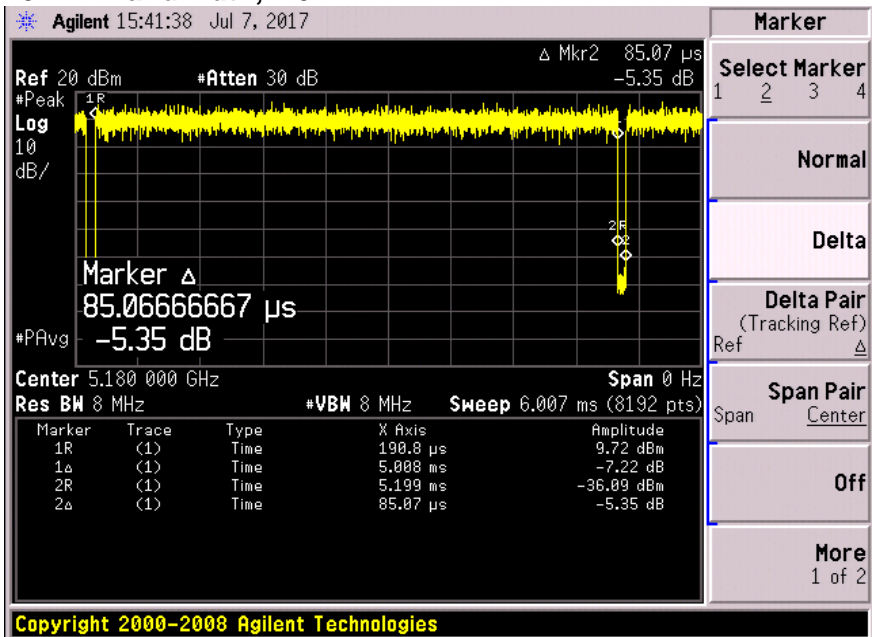 Agilent 15:41:38 Jul 7, 2017
Marker
Δ Mkr2 85.07 µs
Ref 20 dBm #Atten 30 dB -5.35 dB
#Peak
Log
10
dB/
1R
2R
2
Marker Δ
85.06666667 µs
-5.35 dB
#PAvg
Center 5.180 000 GHz Span 0 Hz
Res BW 8 MHz #VBW 8 MHz Sweep 6.007 ms (8192 pts)
Marker Trace Type X Axis Amplitude
1R (1) Time 190.8 µs 9.72 dBm
1Δ (1) Time 5.008 ms -7.22 dB
2R (1) Time 5.199 ms -36.09 dBm
2Δ (1) Time 85.07 µs -5.35 dB
Select Marker
1 2 3 4
Normal
Delta
Delta Pair
(Tracking Ref)
Ref Δ
Span Pair
Span Center
Off
More
1 of 2
Copyright 2000-2008 Agilent Technologies